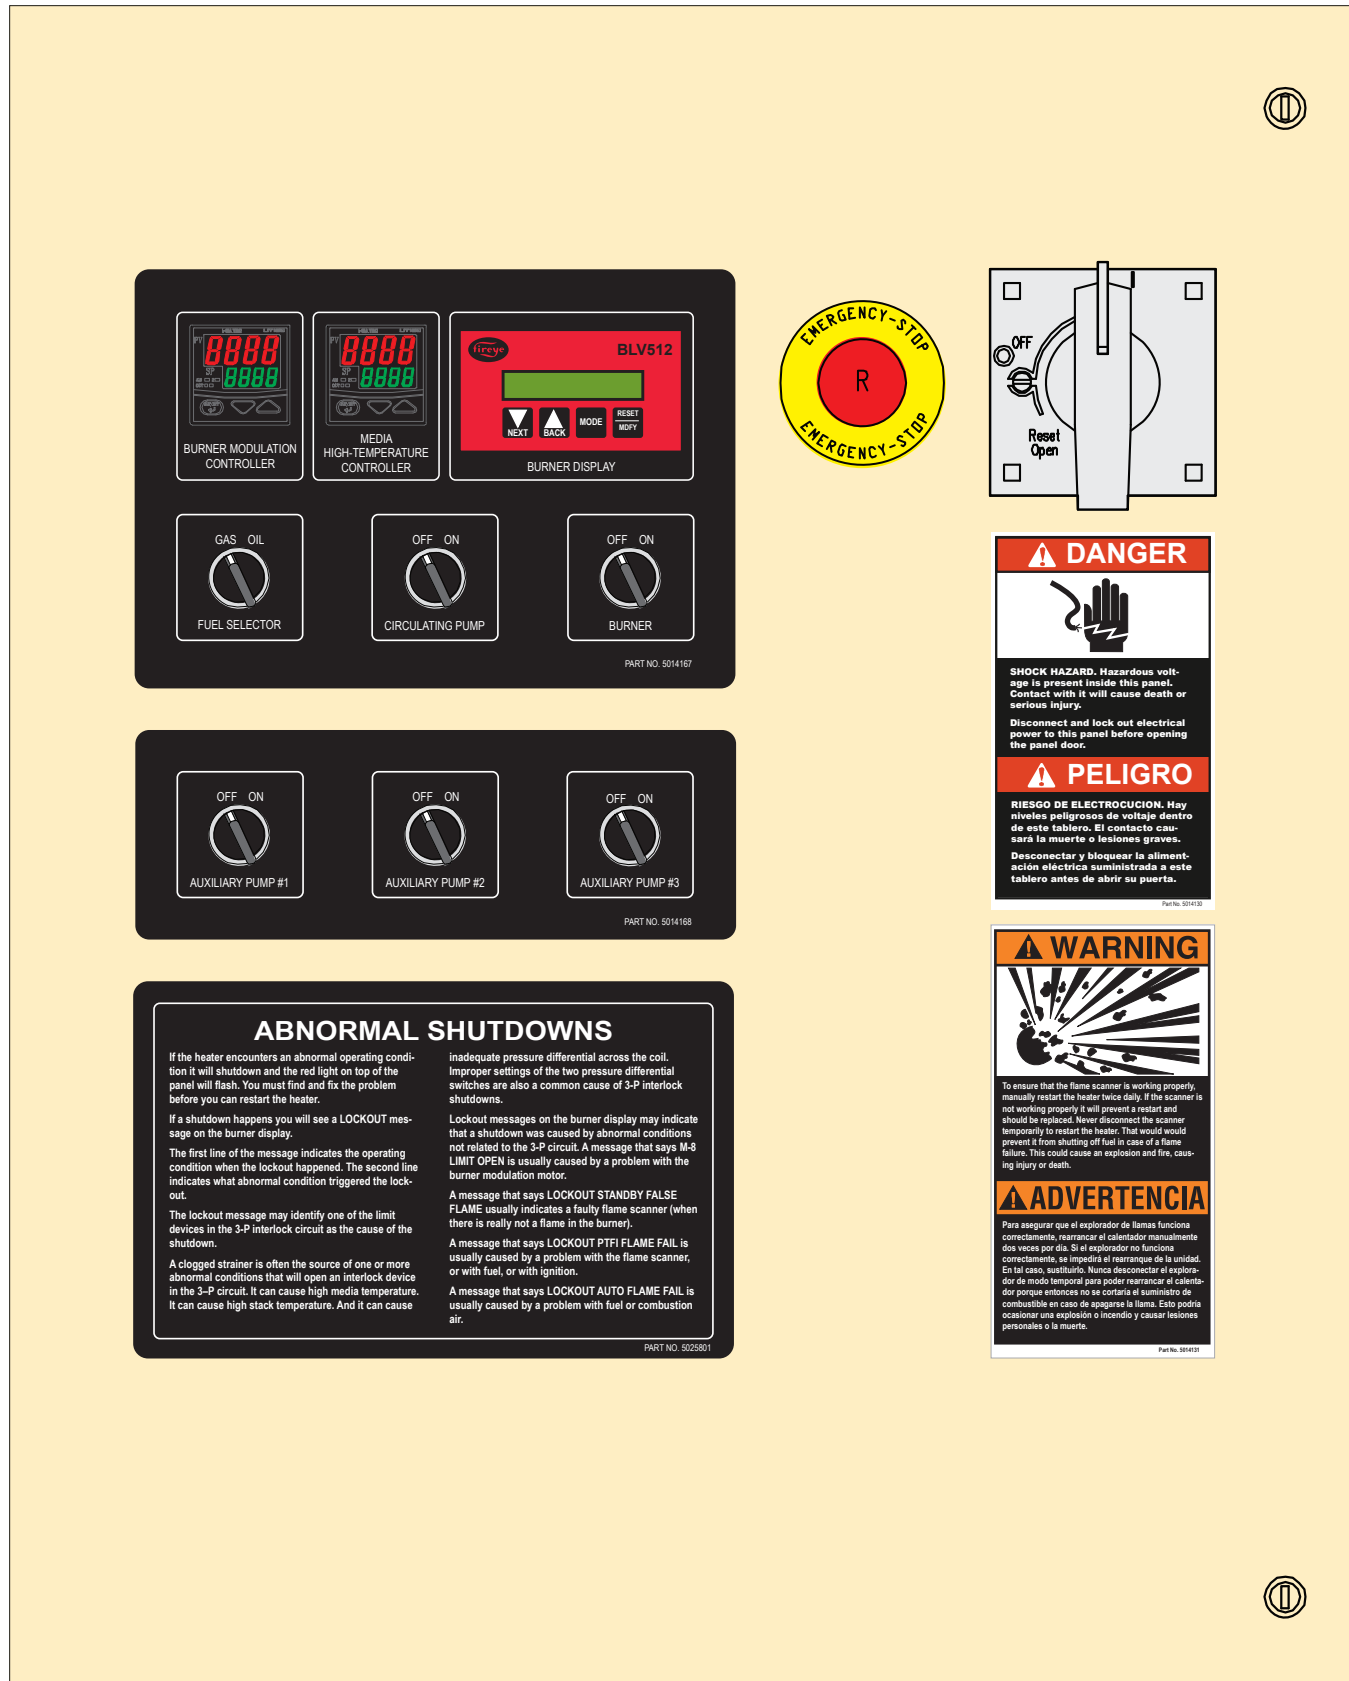 PV
8888
SP
8888
BURNER MODULATION
CONTROLLER
PV
8888
SP
8888
MEDIA
HIGH-TEMPERATURE
CONTROLLER
fireye
BLV512
NEXT
BACK
MODE
RESET
MDFY
BURNER DISPLAY
GAS OIL
FUEL SELECTOR
OFF ON
CIRCULATING PUMP
OFF ON
BURNER
PART NO. 5014167
EMERGENCY-STOP
R
EMERGENCY-STOP
OFF
Reset
Open
OFF ON
AUXILIARY PUMP #1
OFF ON
AUXILIARY PUMP #2
OFF ON
AUXILIARY PUMP #3
PART NO. 5014168
DANGER
SHOCK HAZARD. Hazardous volt-
age is present inside this panel.
Contact with it will cause death or
serious injury.
Disconnect and lock out electrical
power to this panel before opening
the panel door.
PELIGRO
RIESGO DE ELECTROCUCION. Hay
niveles peligrosos de voltaje dentro
de este tablero. El contacto cau-
sará la muerte o lesiones graves.
Desconectar y bloquear la aliment-
ación eléctrica suministrada a este
tablero antes de abrir su puerta.
Part No. 5014130
ABNORMAL SHUTDOWNS
If the heater encounters an abnormal operating condi-
tion it will shutdown and the red light on top of the
panel will flash. You must find and fix the problem
before you can restart the heater.
If a shutdown happens you will see a LOCKOUT mes-
sage on the burner display.
The first line of the message indicates the operating
condition when the lockout happened. The second line
indicates what abnormal condition triggered the lock-
out.
The lockout message may identify one of the limit
devices in the 3-P interlock circuit as the cause of the
shutdown.
A clogged strainer is often the source of one or more
abnormal conditions that will open an interlock device
in the 3–P circuit. It can cause high media temperature.
It can cause high stack temperature. And it can cause
inadequate pressure differential across the coil.
Improper settings of the two pressure differential
switches are also a common cause of 3-P interlock
shutdowns.
Lockout messages on the burner display may indicate
that a shutdown was caused by abnormal conditions
not related to the 3-P circuit. A message that says M-8
LIMIT OPEN is usually caused by a problem with the
burner modulation motor.
A message that says LOCKOUT STANDBY FALSE
FLAME usually indicates a faulty flame scanner (when
there is really not a flame in the burner).
A message that says LOCKOUT PTFI FLAME FAIL is
usually caused by a problem with the flame scanner,
or with fuel, or with ignition.
A message that says LOCKOUT AUTO FLAME FAIL is
usually caused by a problem with fuel or combustion
air.
PART NO. 5025801
WARNING
To ensure that the flame scanner is working properly,
manually restart the heater twice daily. If the scanner is
not working properly it will prevent a restart and
should be replaced. Never disconnect the scanner
temporarily to restart the heater. That would would
prevent it from shutting off fuel in case of a flame
failure. This could cause an explosion and fire, caus-
ing injury or death.
ADVERTENCIA
Para asegurar que el explorador de llamas funciona
correctamente, rearrancar el calentador manualmente
dos veces por día. Si el explorador no funciona
correctamente, se impedirá el rearranque de la unidad.
En tal caso, sustituirlo. Nunca desconectar el explora-
dor de modo temporal para poder rearrancar el calenta-
dor porque entonces no se cortaría el suministro de
combustible en caso de apagarse la llama. Esto podría
ocasionar una explosión o incendio y causar lesiones
personales o la muerte.
Part No. 5014131